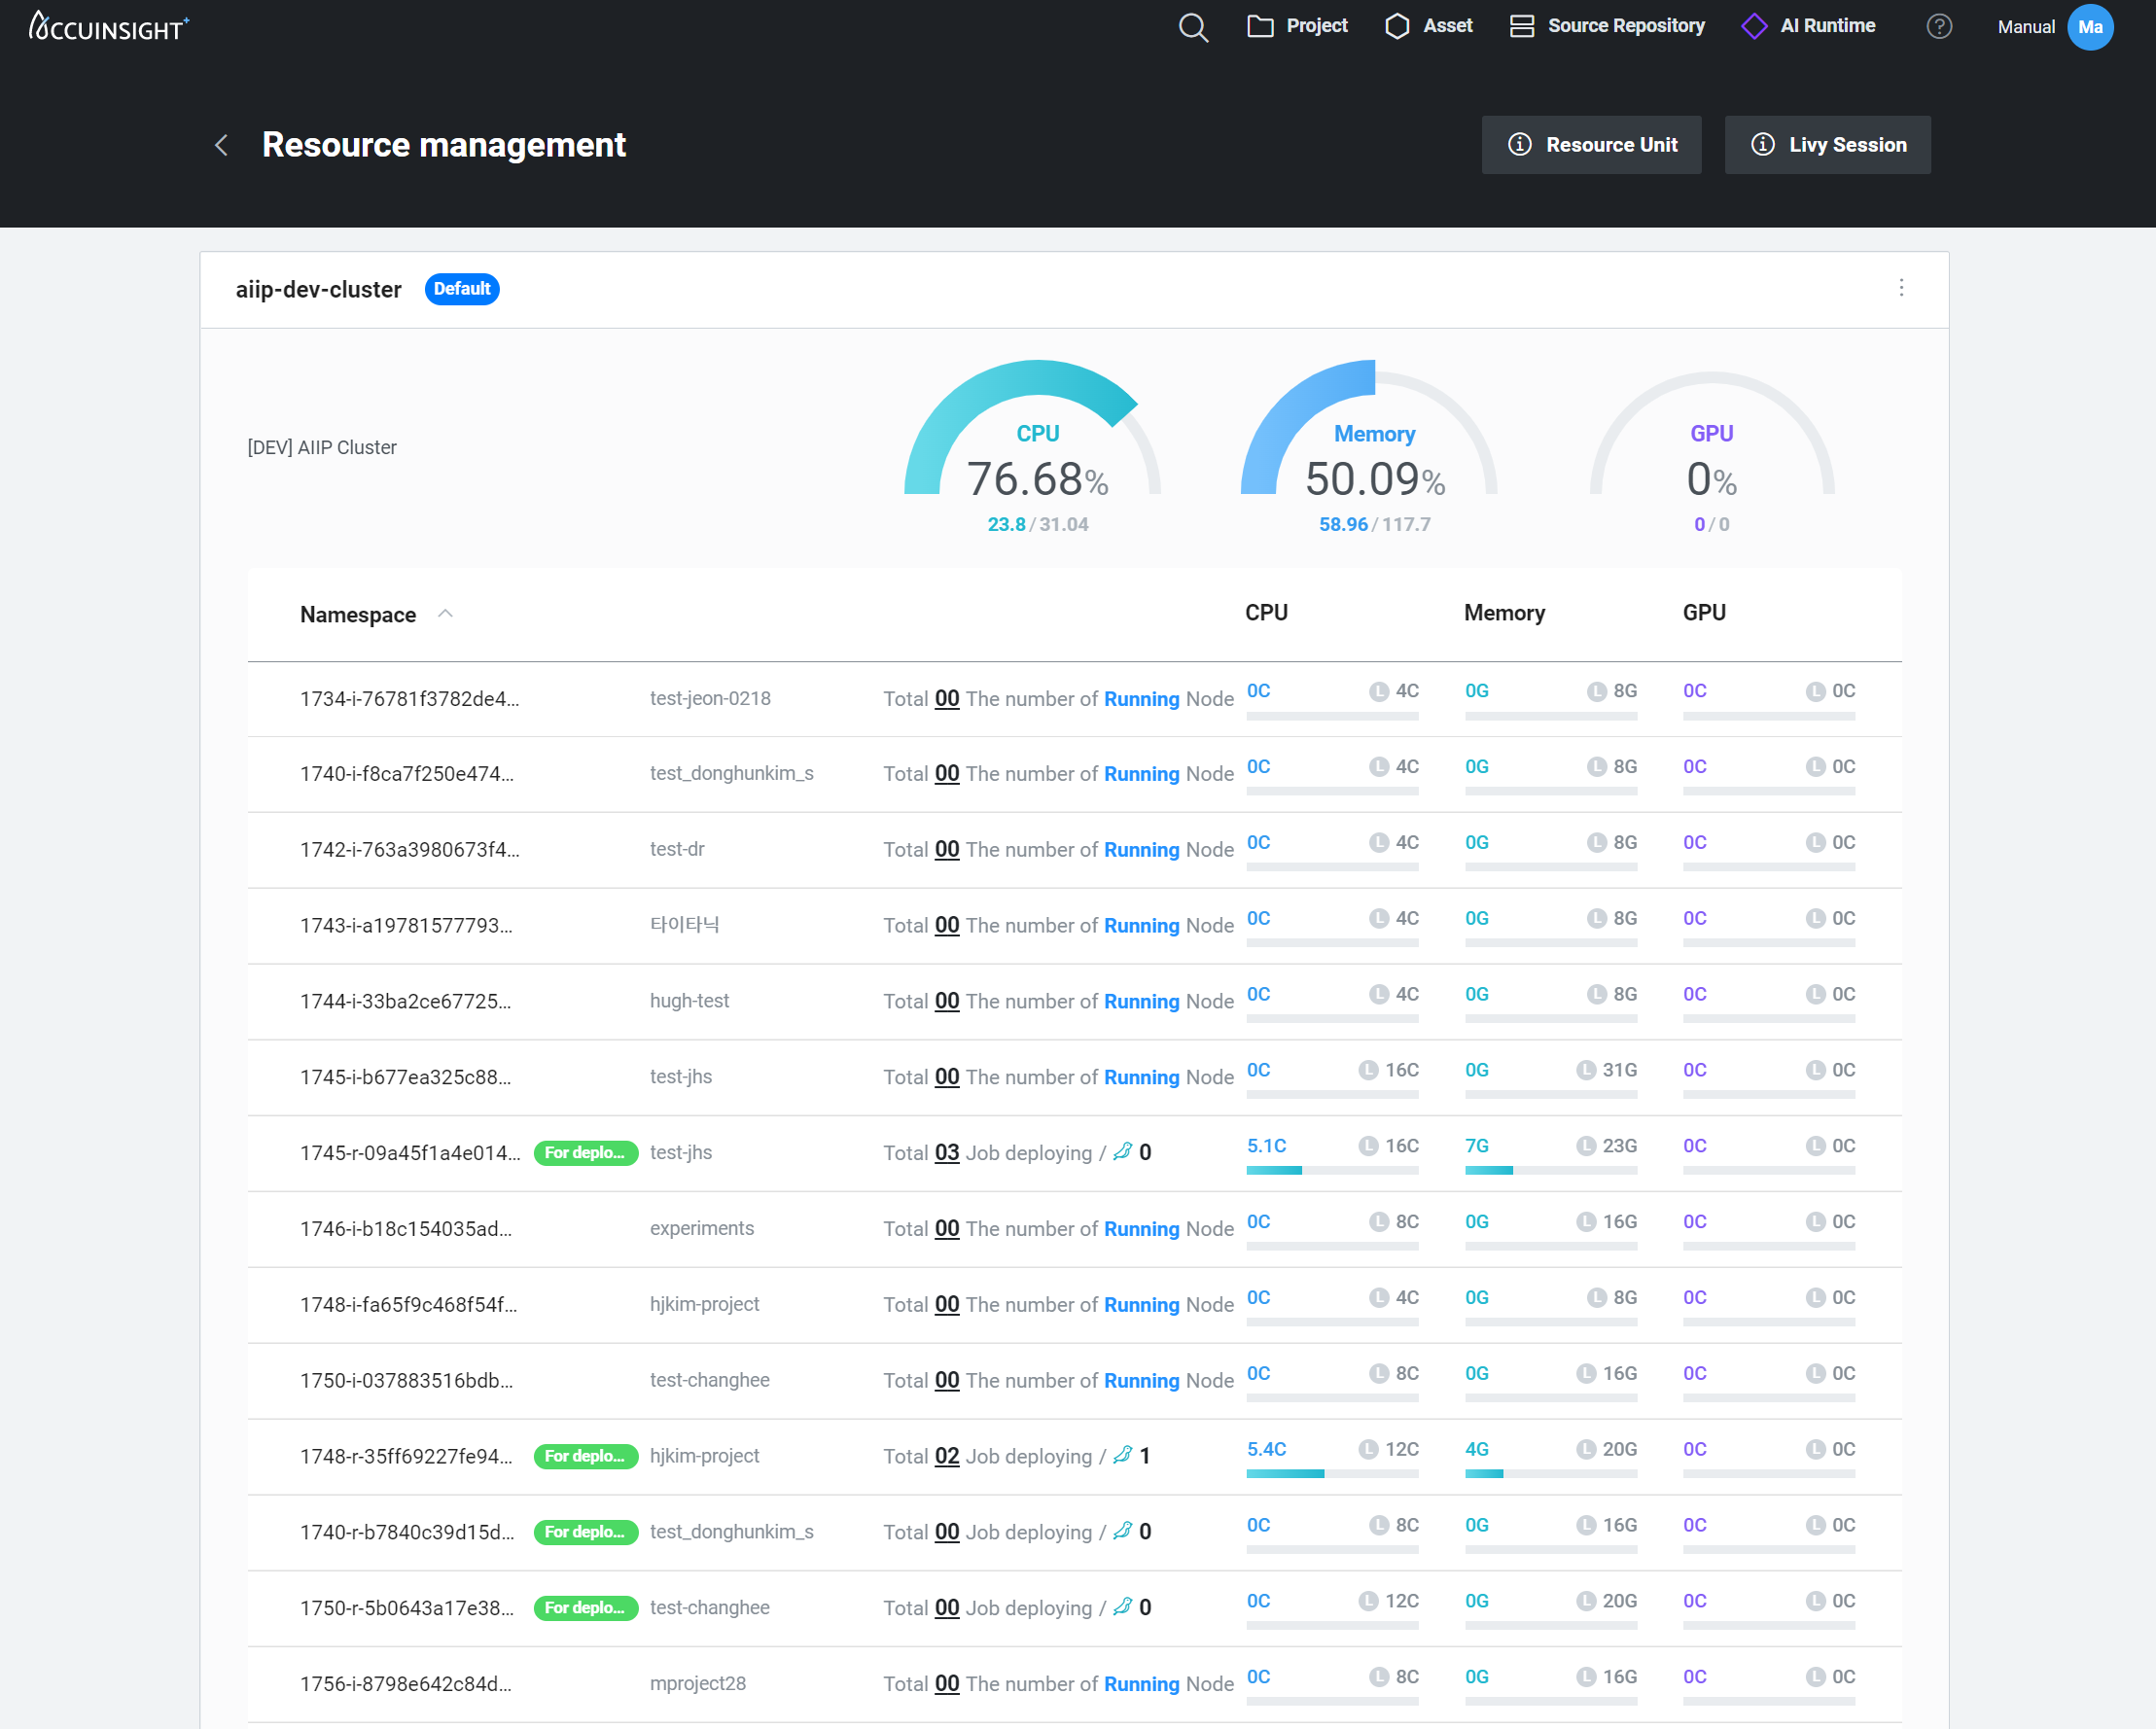 ACCUINSIGHT+
Project Asset Source Repository AI Runtime ? Manual Ma
Resource management
Resource Unit Livy Session
aiip-dev-cluster Default
[DEV] AIIP Cluster
CPU Memory GPU
76.68% 50.09% 0%
23.8/31.04 58.96/117.7 0/0
Namespace CPU Memory GPU
1734-i-76781f3782de4... test-jeon-0218 Total 00 The number of Running Node 0C L 4C 0G L 8G 0C L 0C
1740-i-f8ca7f250e474... test_donghunkim_s Total 00 The number of Running Node 0C L 4C 0G L 8G 0C L 0C
1742-i-763a3980673f4... test-dr Total 00 The number of Running Node 0C L 4C 0G L 8G 0C L 0C
1743-i-a19781577793... 타이타닉 Total 00 The number of Running Node 0C L 4C 0G L 8G 0C L 0C
1744-i-33ba2ce67725... hugh-test Total 00 The number of Running Node 0C L 4C 0G L 8G 0C L 0C
1745-i-b677ea325c88... test-jhs Total 00 The number of Running Node 0C L 16C 0G L 31G 0C L 0C
1745-r-09a45f1a4e014... For deplo... test-jhs Total 03 Job deploying / 0 5.1C L 16C 7G L 23G 0C L 0C
1746-i-b18c154035ad... experiments Total 00 The number of Running Node 0C L 8C 0G L 16G 0C L 0C
1748-i-fa65f9c468f54f... hjkim-project Total 00 The number of Running Node 0C L 4C 0G L 8G 0C L 0C
1750-i-037883516bdb... test-changhee Total 00 The number of Running Node 0C L 8C 0G L 16G 0C L 0C
1748-r-35ff69227fe94... For deplo... hjkim-project Total 02 Job deploying / 1 5.4C L 12C 4G L 20G 0C L 0C
1740-r-b7840c39d15d... For deplo... test_donghunkim_s Total 00 Job deploying / 0 0C L 8C 0G L 16G 0C L 0C
1750-r-5b0643a17e38... For deplo... test-changhee Total 00 Job deploying / 0 0C L 12C 0G L 20G 0C L 0C
1756-i-8798e642c84d... mproject28 Total 00 The number of Running Node 0C L 8C 0G L 16G 0C L 0C